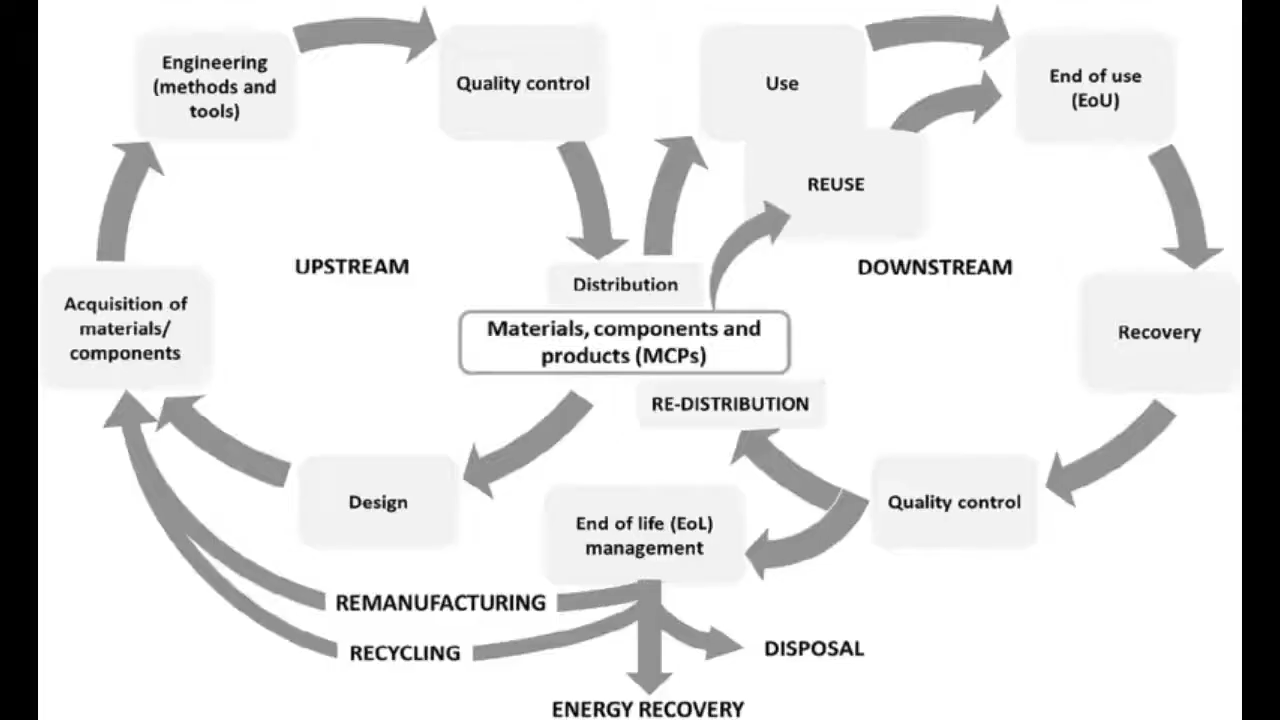 Engineering
(methods and
tools)
Quality control
Use
End of use
(EoU)
REUSE
UPSTREAM
DOWNSTREAM
Distribution
Acquisition of
materials/
components
Materials, components and
products (MCPs)
Recovery
RE-DISTRIBUTION
Design
Quality control
End of life (EoL)
management
REMANUFACTURING
RECYCLING
DISPOSAL
ENERGY RECOVERY